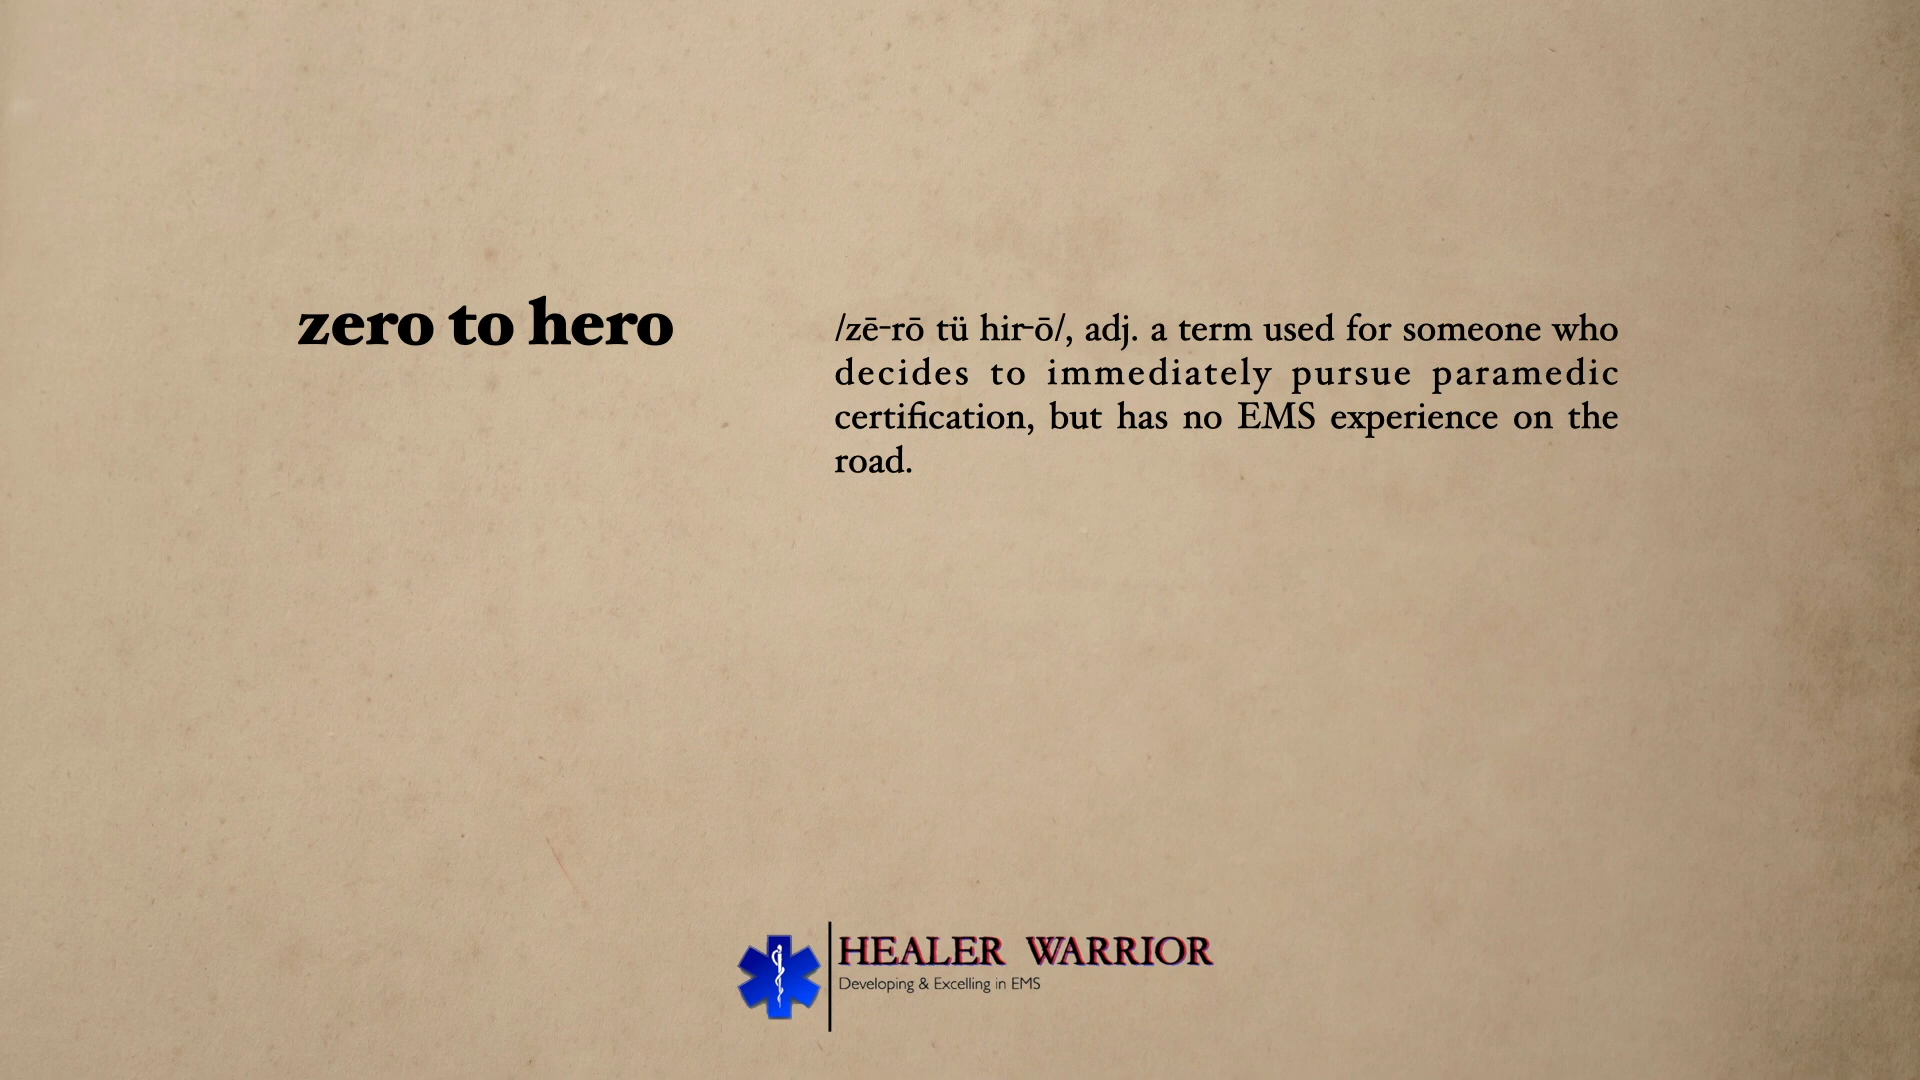 zero to hero
/zē-rō tü hir-ō/, adj. a term used for someone who
decides to immediately pursue paramedic
certification, but has no EMS experience on the
road.
HEALER WARRIOR
Developing & Excelling in EMS